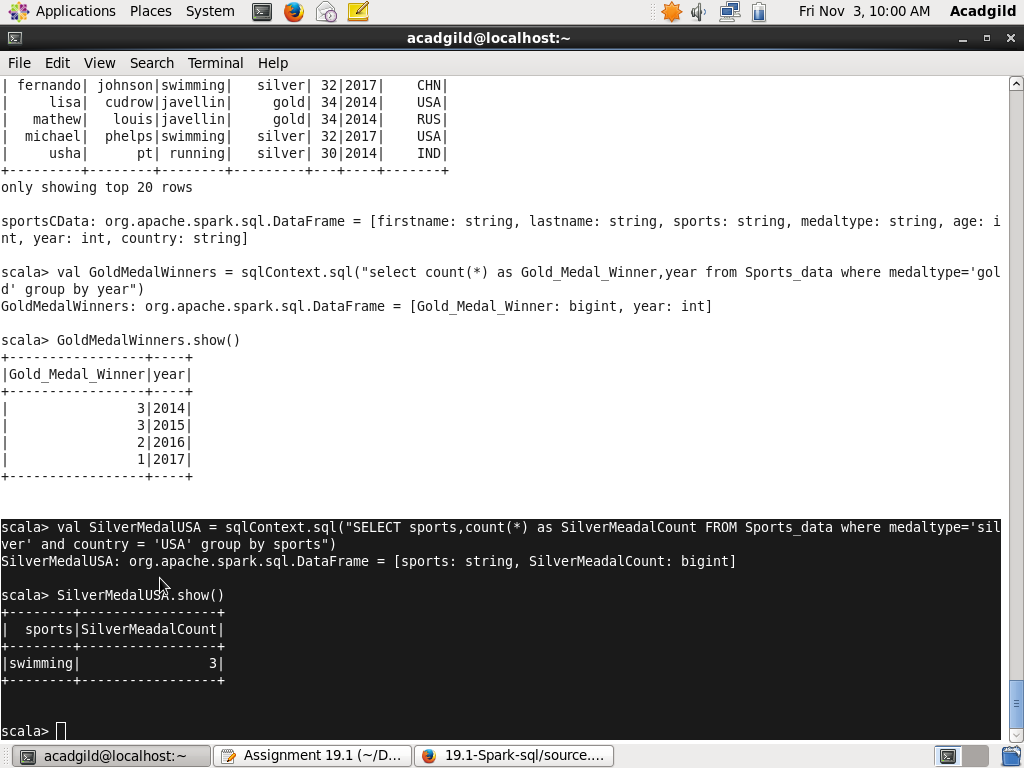 Applications Places System Fri Nov 3, 10:00 AM Acadgild
acadgild@localhost:~
File Edit View Search Terminal Help
| fernando| johnson|swimming| silver| 32|2017| CHN|
| lisa| cudrow|javellin| gold| 34|2014| USA|
| mathew| louis|javellin| gold| 34|2014| RUS|
| michael| phelps|swimming| silver| 32|2017| USA|
| usha| pt| running| silver| 30|2014| IND|
+---------+--------+--------+---------+---+----+-------+
only showing top 20 rows
sportsCData: org.apache.spark.sql.DataFrame = [firstname: string, lastname: string, sports: string, medaltype: string, age: i
nt, year: int, country: string]
scala> val GoldMedalWinners = sqlContext.sql("select count(*) as Gold_Medal_Winner,year from Sports_data where medaltype='gol
d' group by year")
GoldMedalWinners: org.apache.spark.sql.DataFrame = [Gold_Medal_Winner: bigint, year: int]
scala> GoldMedalWinners.show()
+-----------------+----+
|Gold_Medal_Winner|year|
+-----------------+----+
| 3|2014|
| 3|2015|
| 2|2016|
| 1|2017|
+-----------------+----+
scala> val SilverMedalUSA = sqlContext.sql("SELECT sports,count(*) as SilverMeadalCount FROM Sports_data where medaltype='sil
ver' and country = 'USA' group by sports")
SilverMedalUSA: org.apache.spark.sql.DataFrame = [sports: string, SilverMeadalCount: bigint]
scala> SilverMedalUSA.show()
+--------+-----------------+
| sports|SilverMeadalCount|
+--------+-----------------+
|swimming| 3|
+--------+-----------------+
scala>
acadgild@localhost:~ Assignment 19.1 (~/D... 19.1-Spark-sql/source....